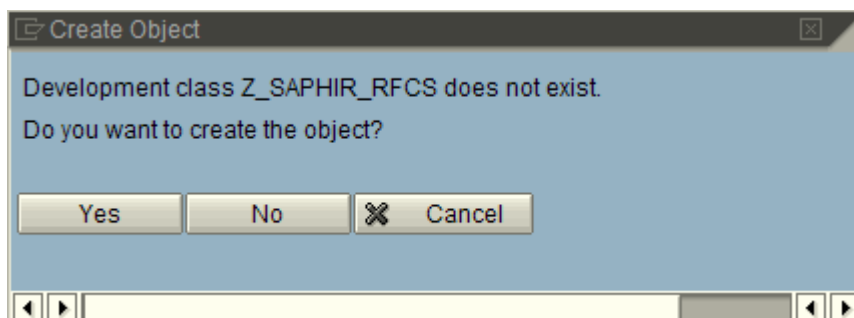 Create Object
Development class Z_SAPHIR_RFCS does not exist.
Do you want to create the object?
Yes No Cancel